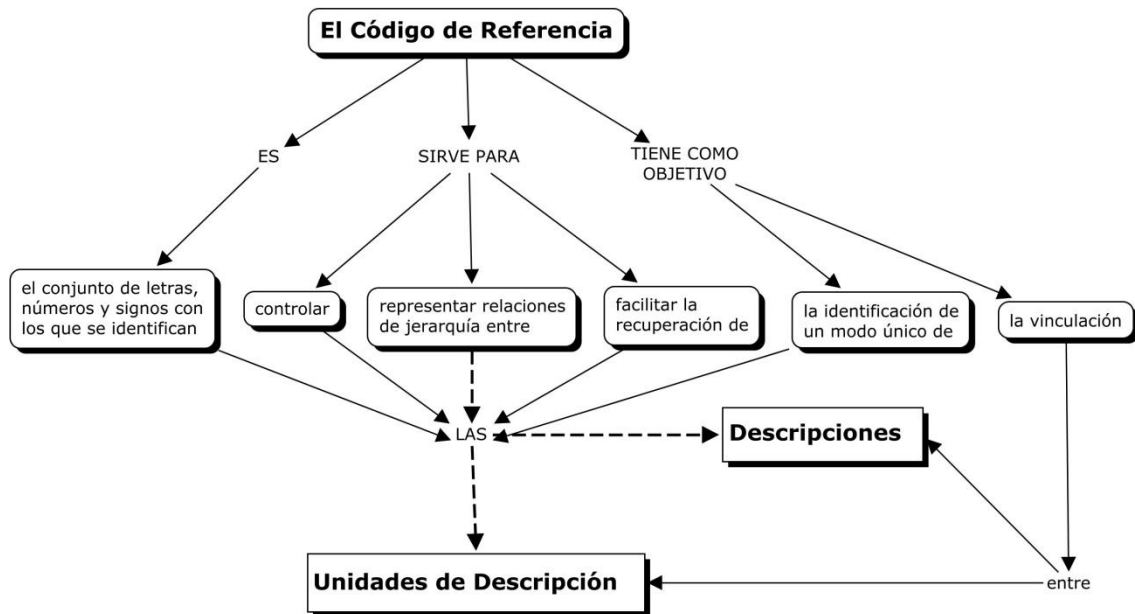 El Código de Referencia
ES
SIRVE PARA
TIENE COMO
OBJETIVO
el conjunto de letras,
números y signos con
los que se identifican
controlar
representar relaciones
de jerarquía entre
facilitar la
recuperación de
la identificación de
un modo único de
la vinculación
LAS
Descripciones
Unidades de Descripción
entre